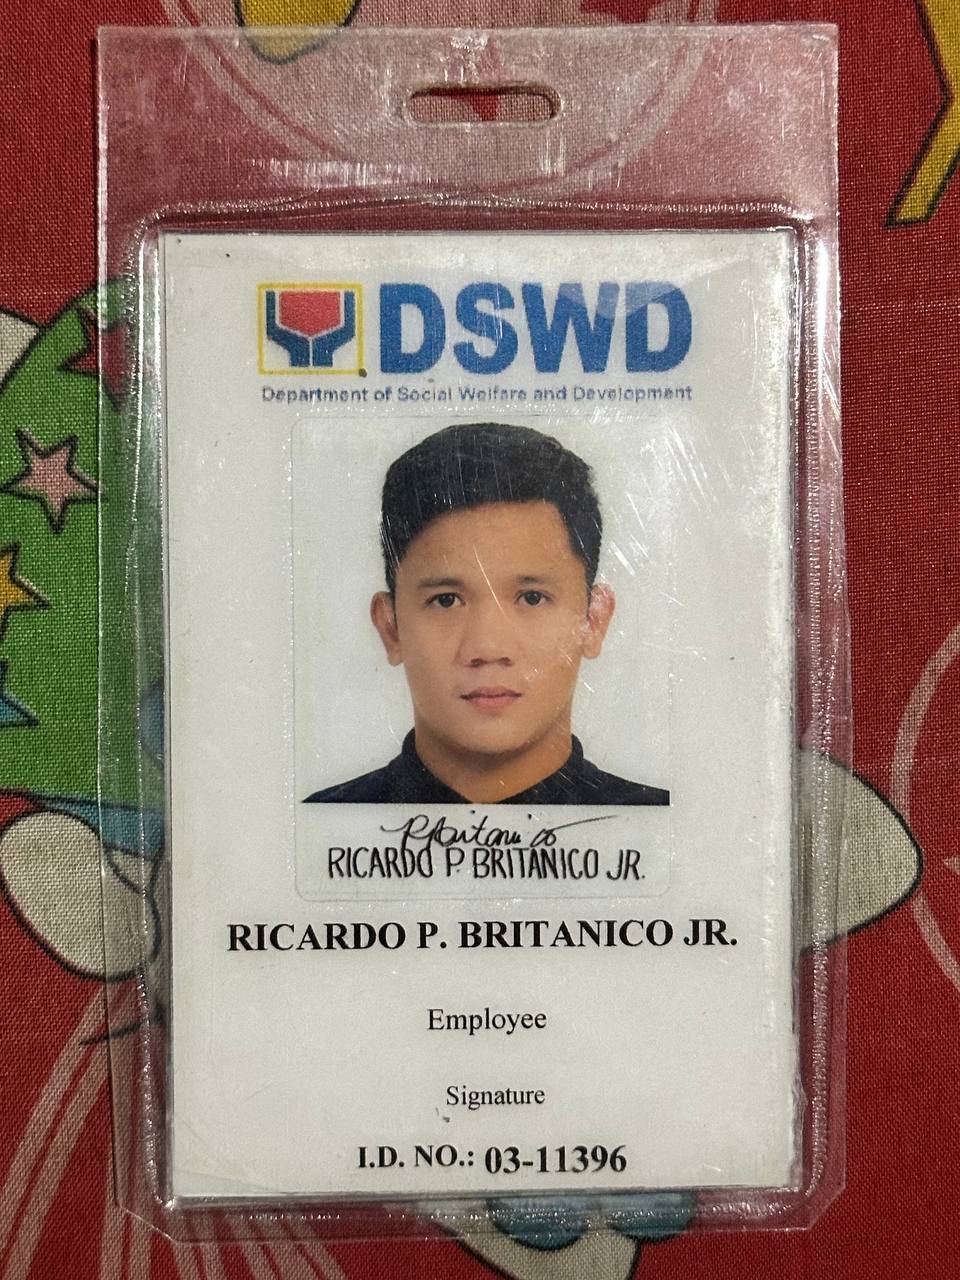 DSWD
Department of Social Welfare and Development
RBritanico
RICARDO P. BRITANICO JR.
RICARDO P. BRITANICO JR.
Employee
Signature
I.D. NO.: 03-11396